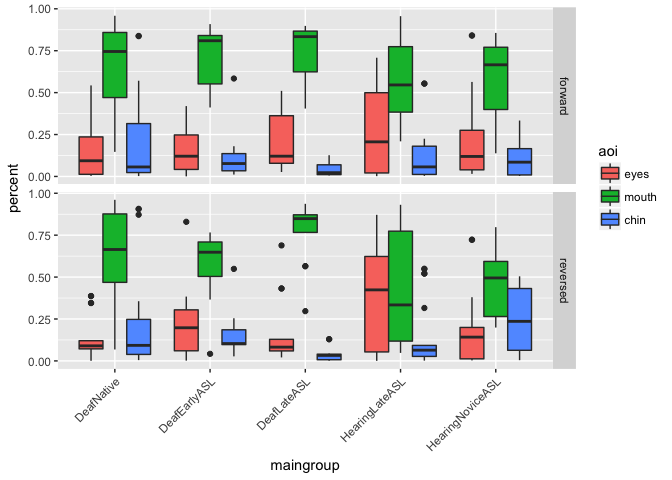 1.00
0.75
0.50
0.25
0.00
forward
1.00
0.75
0.50
0.25
0.00
reversed
percent
DeafNative
DeafEarlyASL
DeafLateASL
HearingLateASL
HearingNoviceASL
maingroup
aoi
eyes
mouth
chin